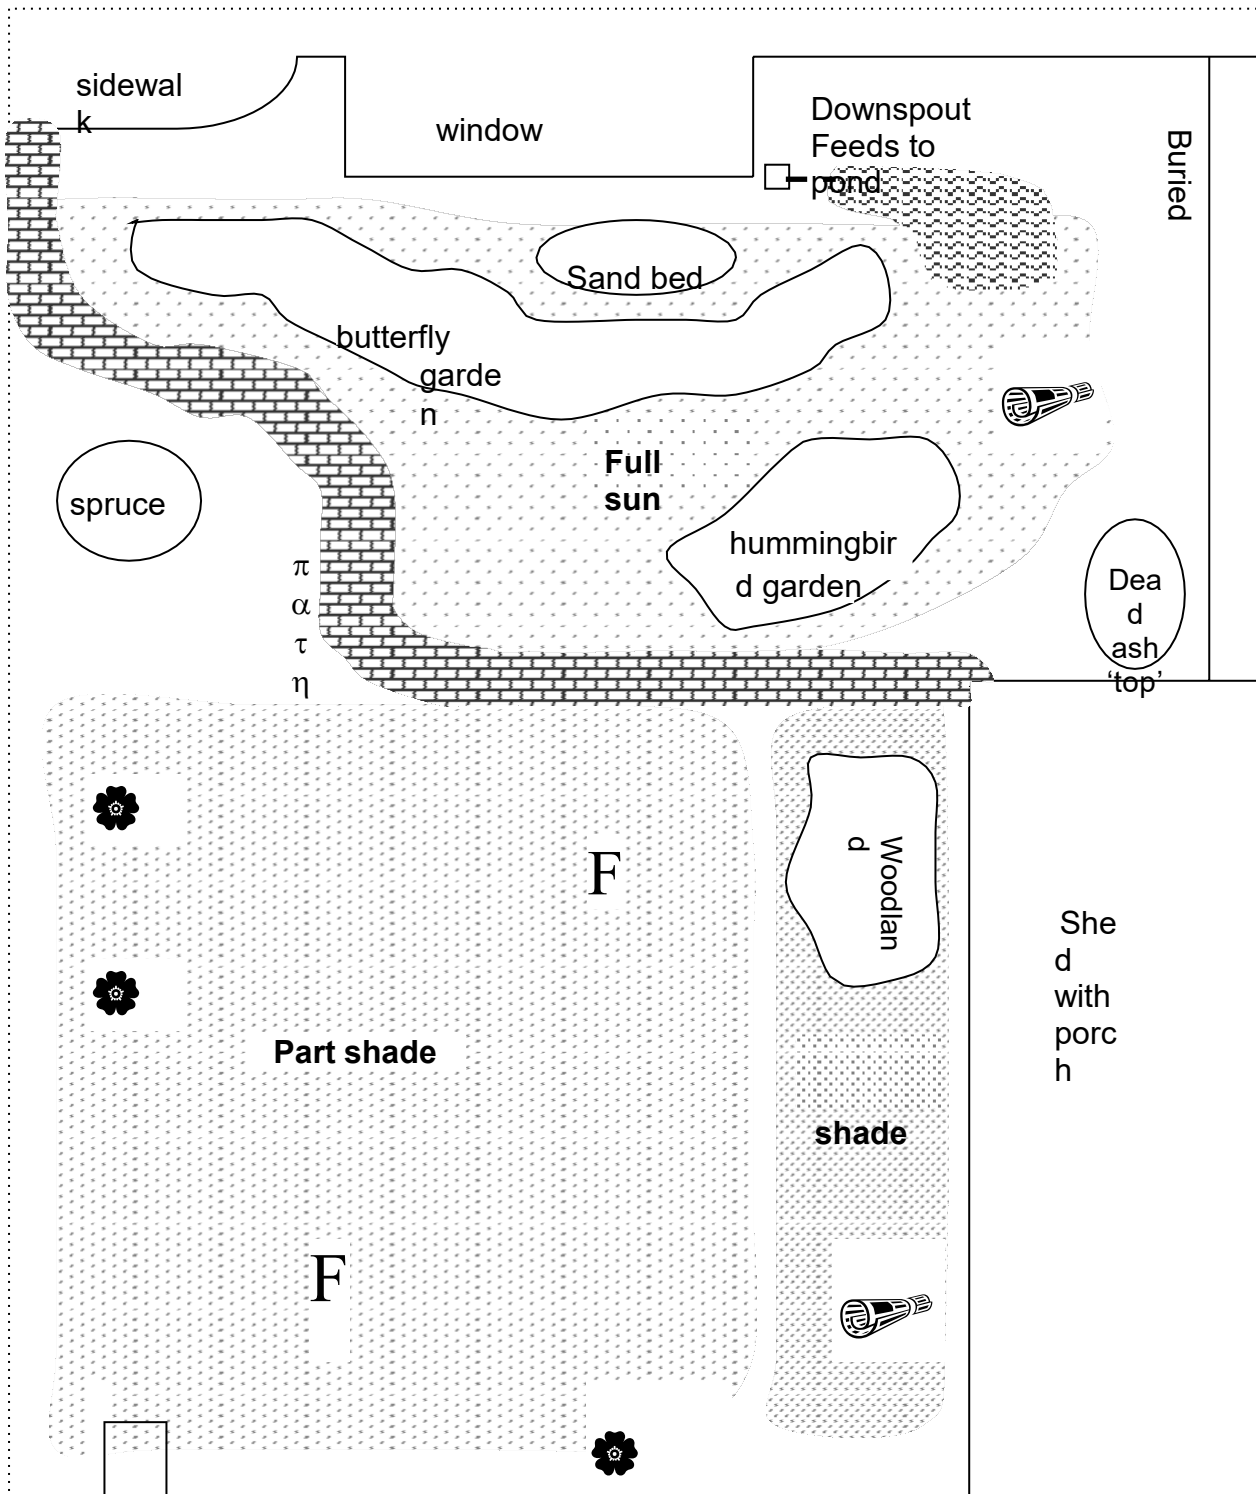 sidewal
k
window
Downspout
Feeds to
pond
Buried
Sand bed
butterfly
garde
n
Full
sun
spruce
hummingbir
d garden
π
α
τ
η
Dea
d
ash
‘top’
F
Woodlan
d
She
d
with
porc
h
Part shade
shade
F